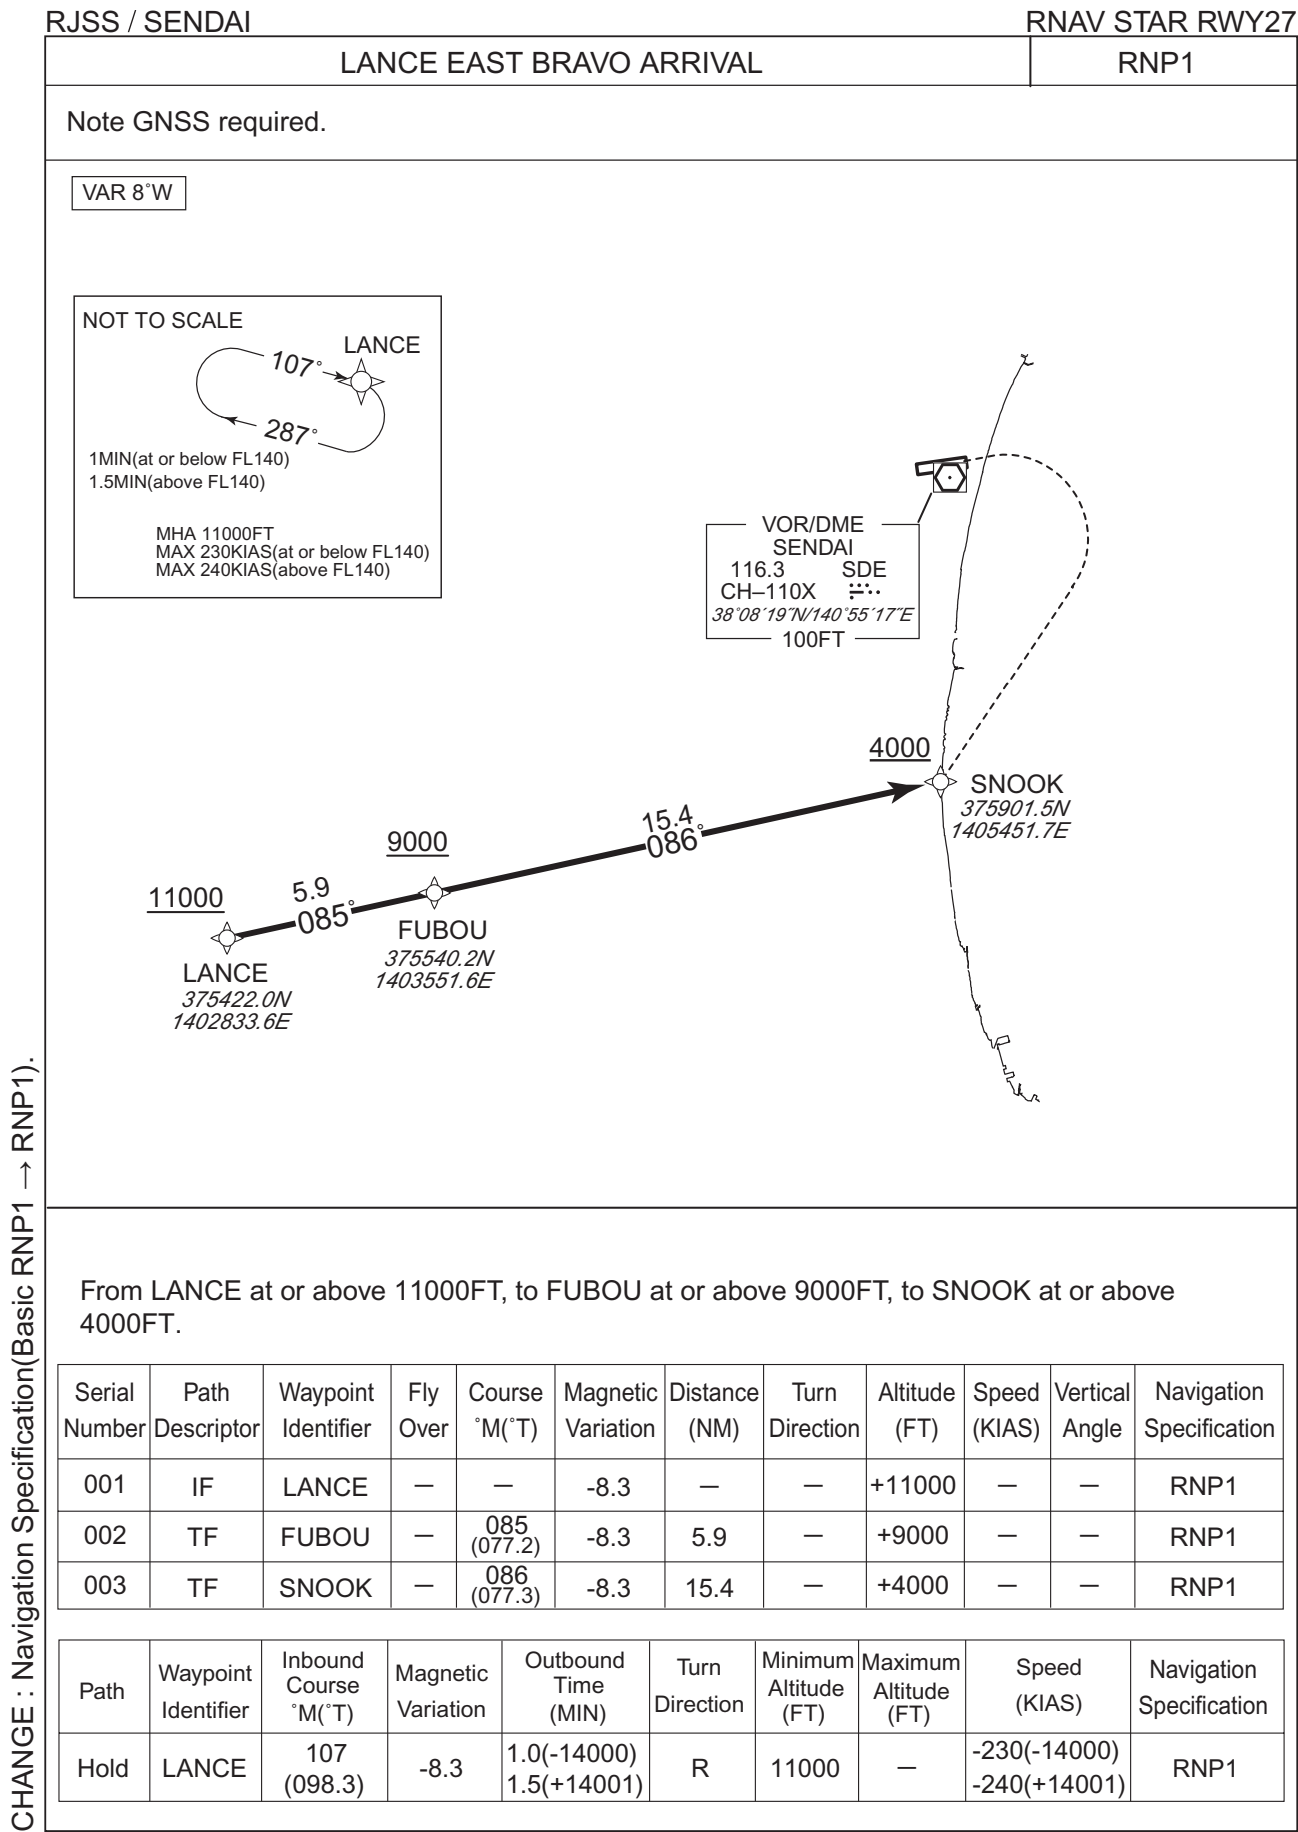 RJSS / SENDAI
RNAV STAR RWY27
LANCE EAST BRAVO ARRIVAL
RNP1
Note GNSS required.
VAR 8˚W
NOT TO SCALE
LANCE
107˚
287˚
1MIN(at or below FL140)
1.5MIN(above FL140)
MHA 11000FT
MAX 230KIAS(at or below FL140)
MAX 240KIAS(above FL140)
VOR/DME
SENDAI
116.3 SDE
CH–110X
38˚08´19˝N/140˚55´17˝E
100FT
4000
SNOOK
375901.5N
1405451.7E
15.4
086˚
9000
FUBOU
375540.2N
1403551.6E
5.9
085˚
11000
LANCE
375422.0N
1402833.6E
From LANCE at or above 11000FT, to FUBOU at or above 9000FT, to SNOOK at or above
4000FT.
Serial Path Waypoint Fly Course Magnetic Distance Turn Altitude Speed Vertical Navigation
Number Descriptor Identifier Over ˚M(˚T) Variation (NM) Direction (FT) (KIAS) Angle Specification
001 IF LANCE — — -8.3 — — +11000 — — RNP1
002 TF FUBOU — 085 -8.3 5.9 — +9000 — — RNP1
(077.2)
003 TF SNOOK — 086 -8.3 15.4 — +4000 — — RNP1
(077.3)
Path
Waypoint
Identifier
Inbound
Course
˚M(˚T)
Magnetic
Variation
Outbound
Time
(MIN)
Turn
Direction
Minimum
Altitude
(FT)
Maximum
Altitude
(FT)
Speed
(KIAS)
Navigation
Specification
Hold LANCE 107 -8.3 1.0(-14000) R 11000 — -230(-14000) RNP1
(098.3) 1.5(+14001) -240(+14001)
CHANGE : Navigation Specification(Basic RNP1 → RNP1).